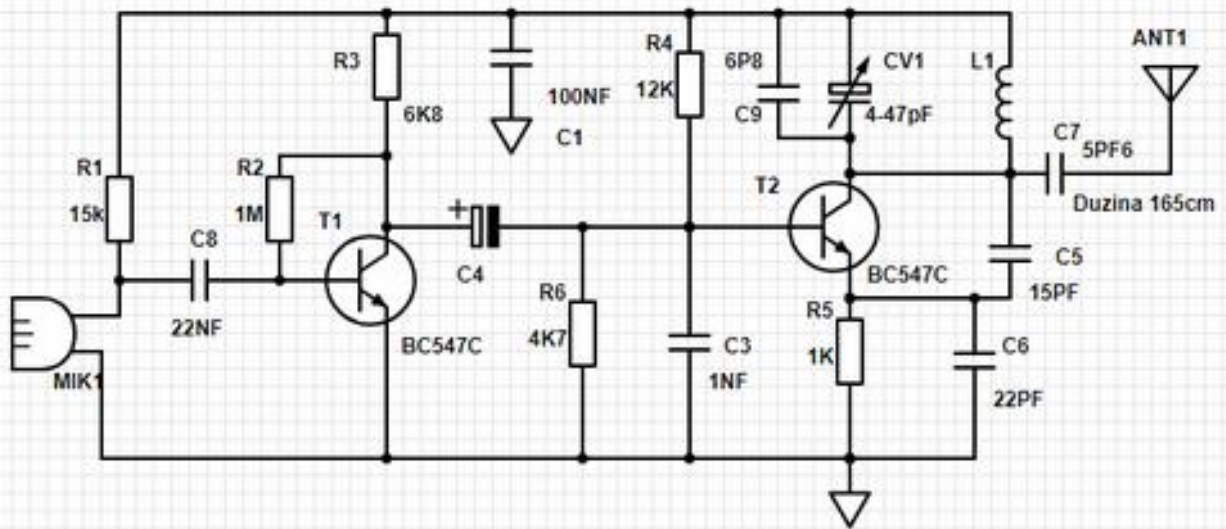 R1
15k
MIK1
C8
22NF
R2
1M
R3
6K8
T1
BC547C
100NF
C1
C4
R4
12K
R6
4K7
C3
1NF
6P8
C9
CV1
4-47pF
T2
BC547C
R5
1K
L1
C7
5PF6
ANT1
Duzina 165cm
C5
15PF
C6
22PF